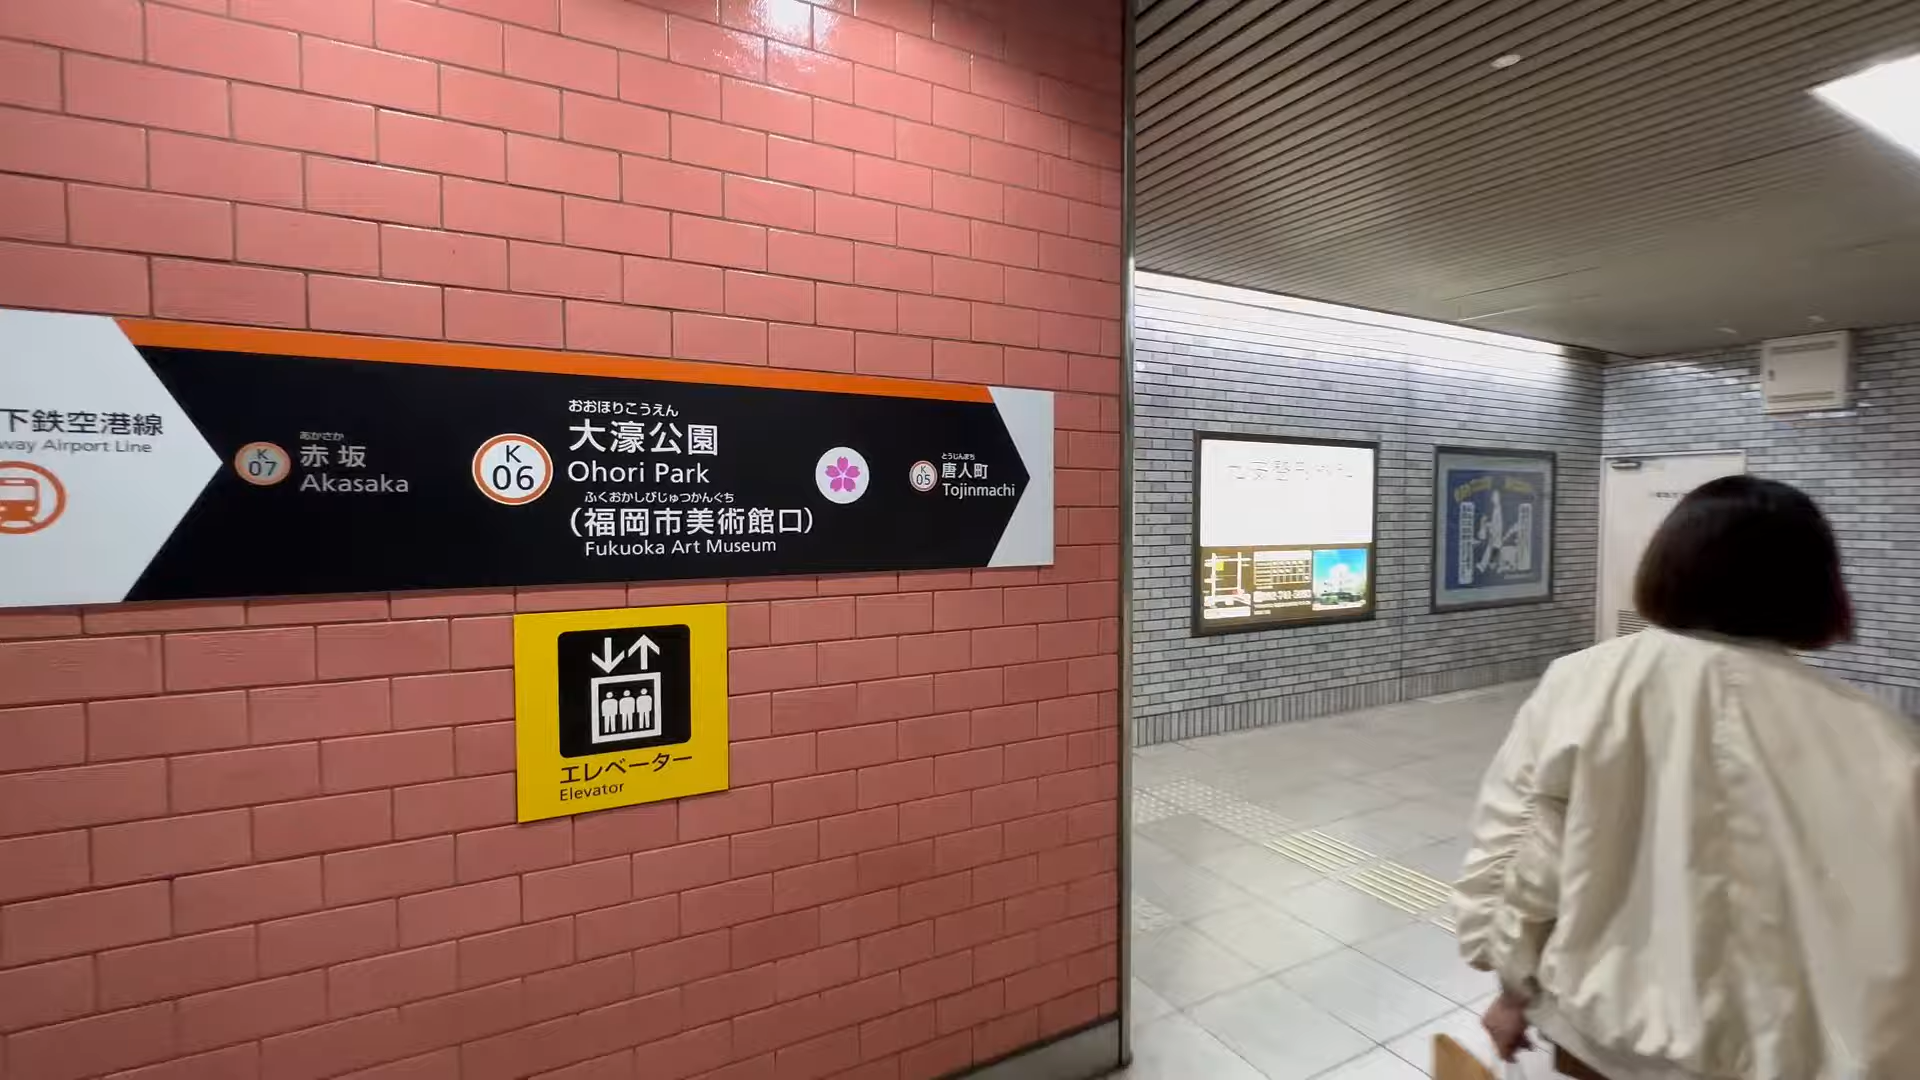 下鉄空港線
way Airport Line
K
07
あかさか
赤坂
Akasaka
K
06
おおほりこうえん
大濠公園
Ohori Park
ふくおかしびじゅつかんぐち
(福岡市美術館口)
Fukuoka Art Museum
K
05
とうじんまち
唐人町
Tojinmachi
エレベーター
Elevator